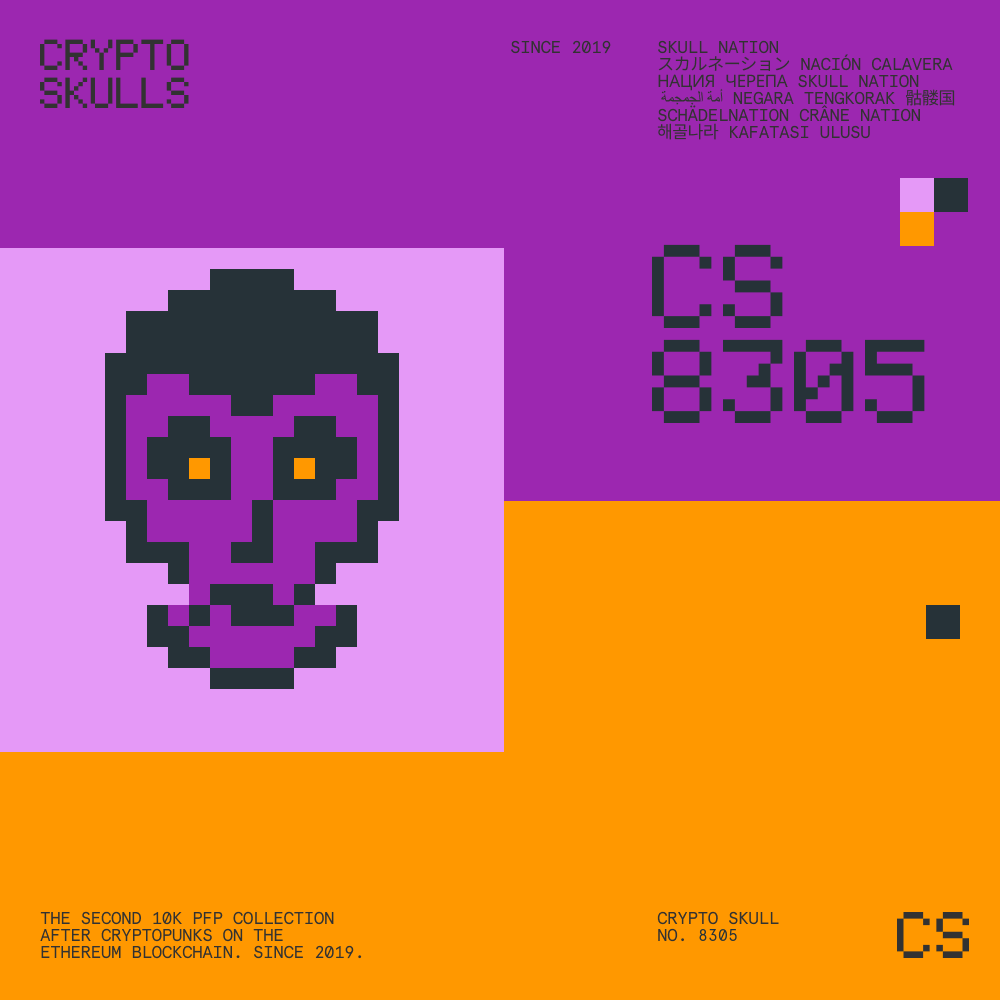 CRYPTO
SKULLS
SINCE 2019
SKULL NATION
スカルネーション NACIÓN CALAVERA
НАЦИЯ ЧЕРЕПА SKULL NATION
أمة الجمجمة NEGARA TENGKORAK 骷髅国
SCHÄDELNATION CRÂNE NATION
해골나라 KAFATASI ULUSU
CS
8305
THE SECOND 10K PFP COLLECTION
AFTER CRYPTOPUNKS ON THE
ETHEREUM BLOCKCHAIN. SINCE 2019.
CRYPTO SKULL
NO. 8305
CS